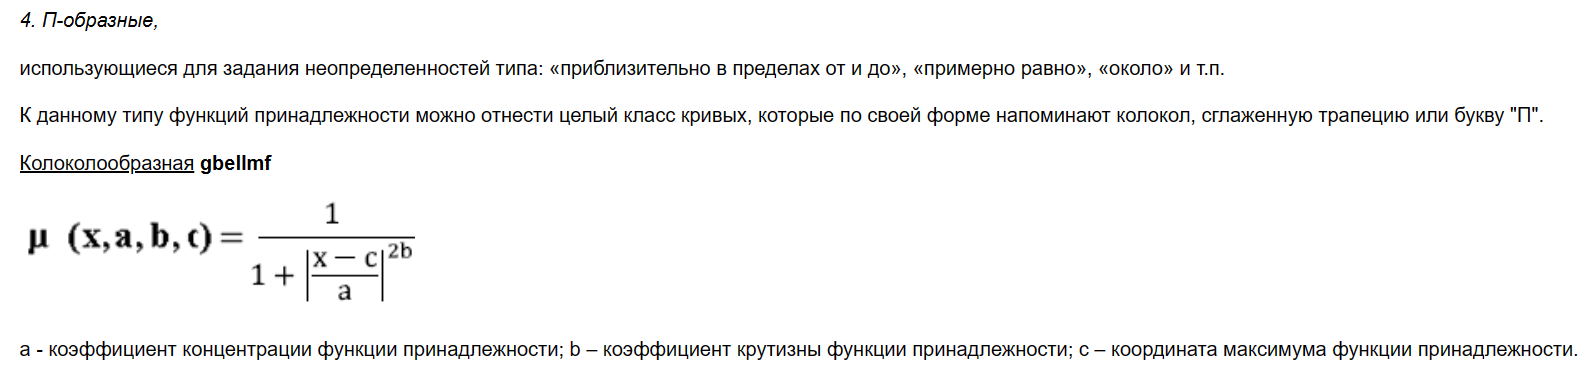 4. П-образные,
использующиеся для задания неопределенностей типа: «приблизительно в пределах от и до», «примерно равно», «около» и т.п.
К данному типу функций принадлежности можно отнести целый класс кривых, которые по своей форме напоминают колокол, сглаженную трапецию или букву "П".
Колоколообразная gbellmf
μ (x,a,b,c) = 1 / (1 + |(x − c)/a|^2b)
a - коэффициент концентрации функции принадлежности; b – коэффициент крутизны функции принадлежности; c – координата максимума функции принадлежности.